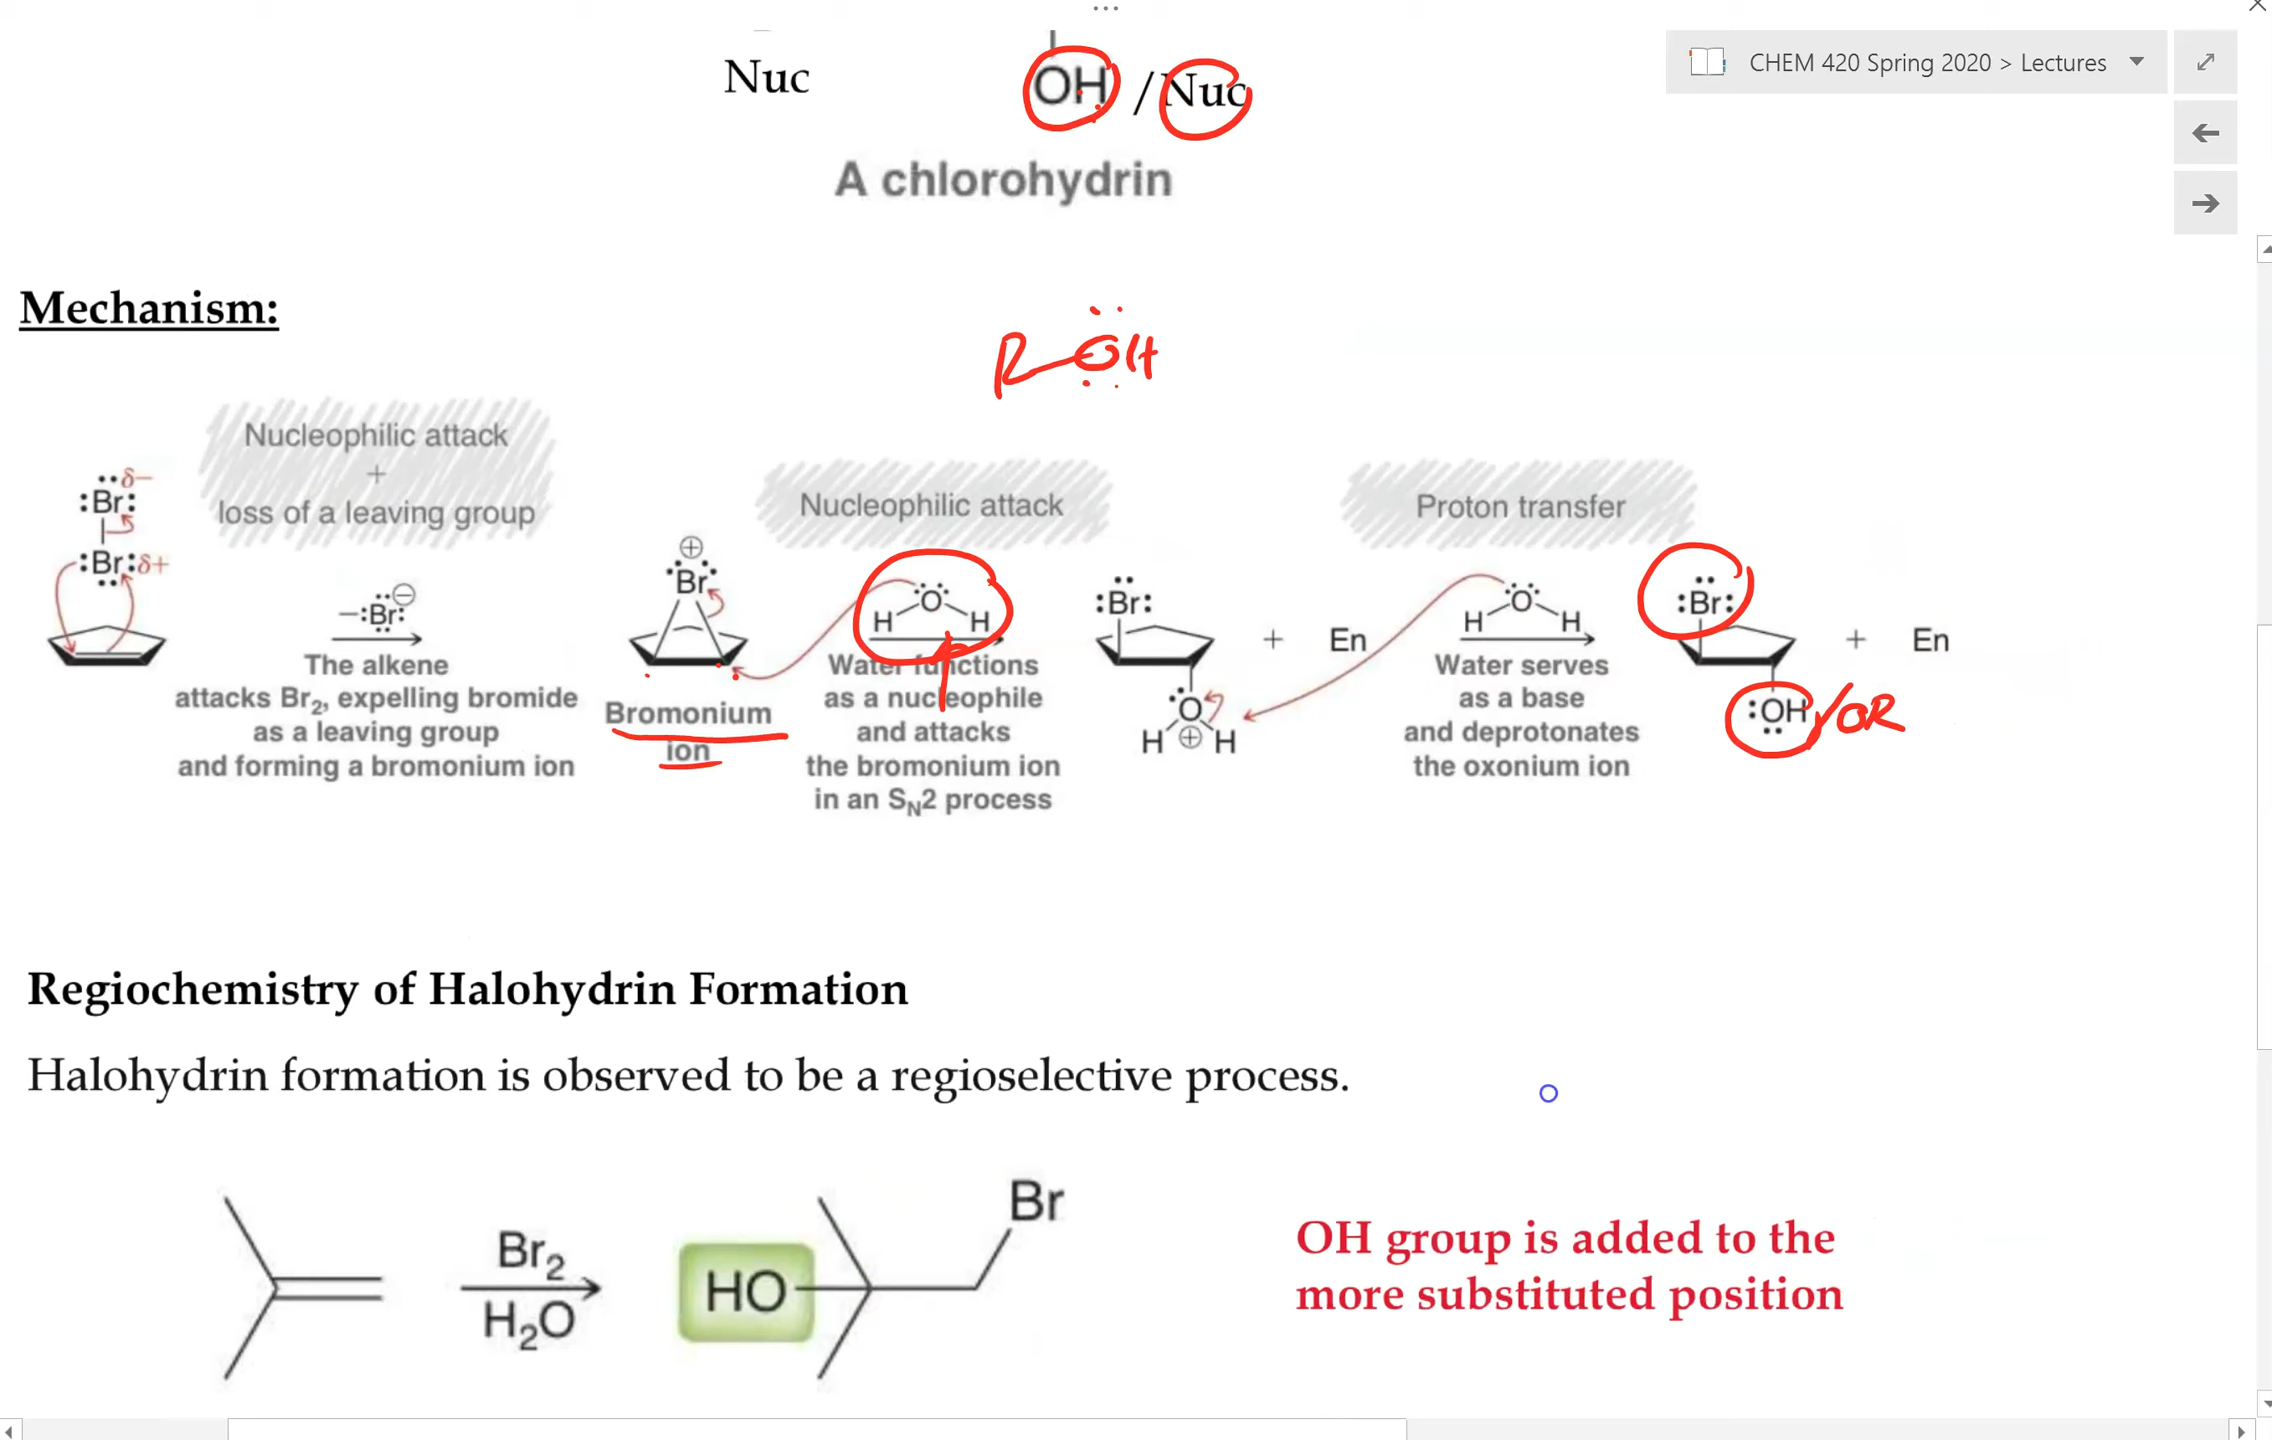 ...
CHEM 420 Spring 2020 > Lectures
Nuc
OH / Nuc
A chlorohydrin
Mechanism:
R-OH
Nucleophilic attack
+
loss of a leaving group
Nucleophilic attack
Proton transfer
:Br: δ−
:Br: δ+
−:Br:⊖
The alkene
attacks Br₂, expelling bromide
as a leaving group
and forming a bromonium ion
⊕
Br
Bromonium
ion
H O H
Water functions
as a nucleophile
and attacks
the bromonium ion
in an SN2 process
:Br:
O
H ⊕ H
+ En
H O H
Water serves
as a base
and deprotonates
the oxonium ion
:Br:
:OH /OR
+ En
Regiochemistry of Halohydrin Formation
Halohydrin formation is observed to be a regioselective process.
Br₂
H₂O
HO
Br
OH group is added to the
more substituted position